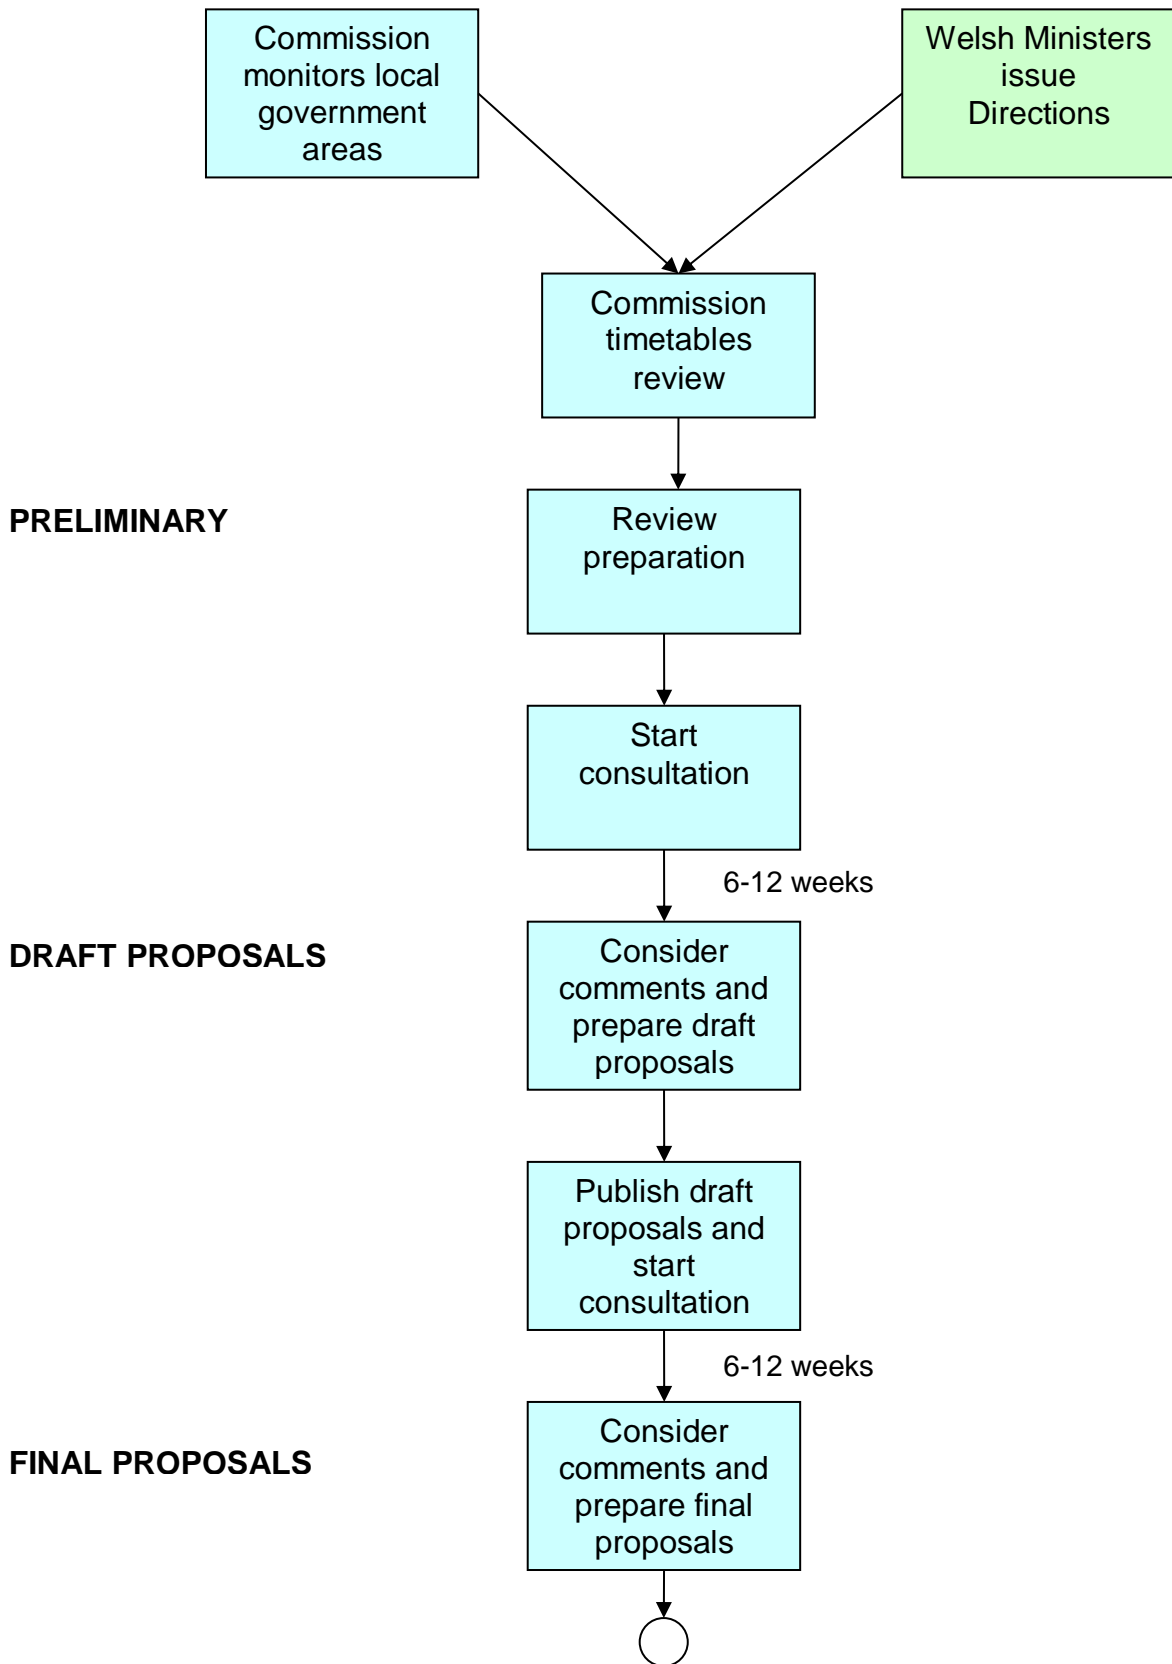 Commission
monitors local
government
areas
Welsh Ministers
issue
Directions
Commission
timetables
review
PRELIMINARY
Review
preparation
Start
consultation
6-12 weeks
DRAFT PROPOSALS
Consider
comments and
prepare draft
proposals
Publish draft
proposals and
start
consultation
6-12 weeks
FINAL PROPOSALS
Consider
comments and
prepare final
proposals